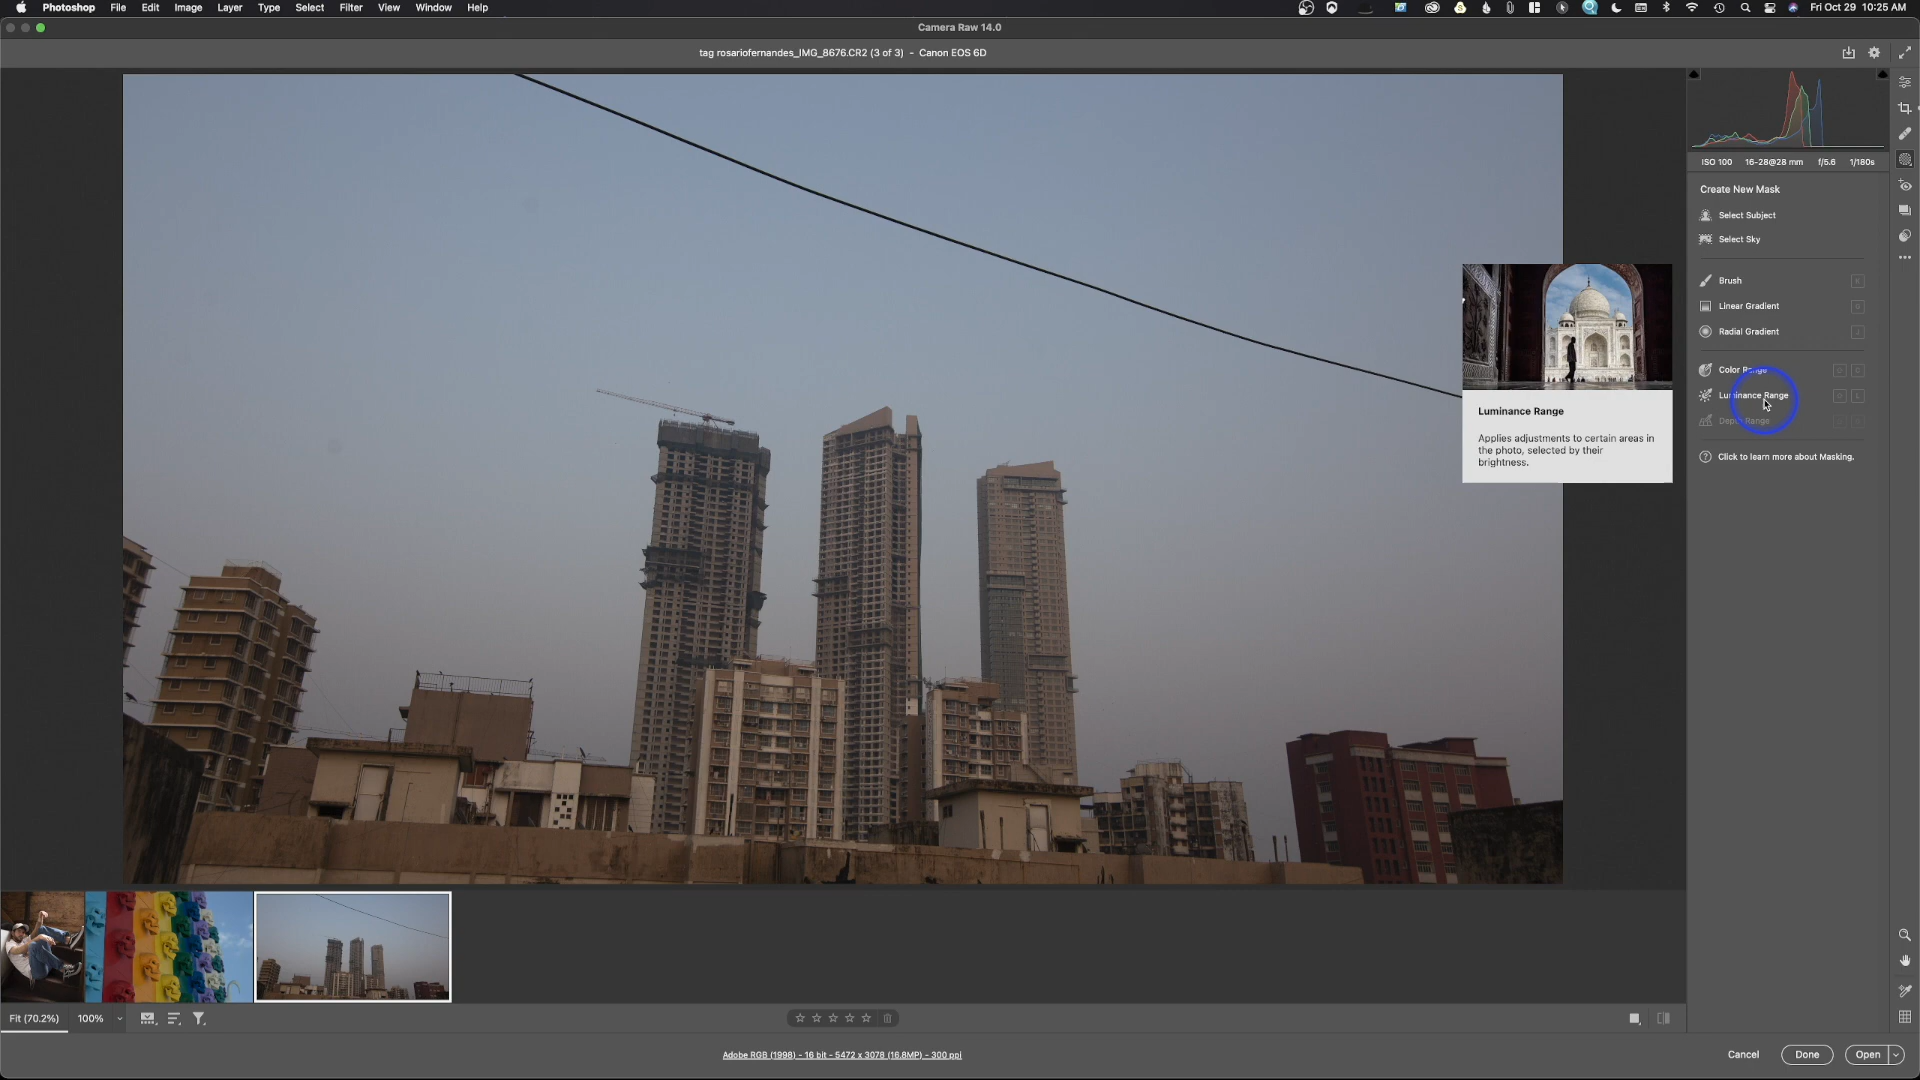 Photoshop File Edit Image Layer Type Select Filter View Window Help
Fri Oct 29 10:25 AM
Camera Raw 14.0
tag rosariofernandes_IMG_8676.CR2 (3 of 3) - Canon EOS 6D
ISO 100 16-28@28 mm f/5.6 1/180s
Create New Mask
Select Subject
Select Sky
Brush K
Linear Gradient
Radial Gradient J
Color Range
Luminance Range
Depth Range
Click to learn more about Masking.
Luminance Range
Applies adjustments to certain areas in
the photo, selected by their
brightness.
Fit (70.2%) 100%
Adobe RGB (1998) - 16 bit - 5472 x 3078 (16.8MP) - 300 ppi
Cancel Done Open